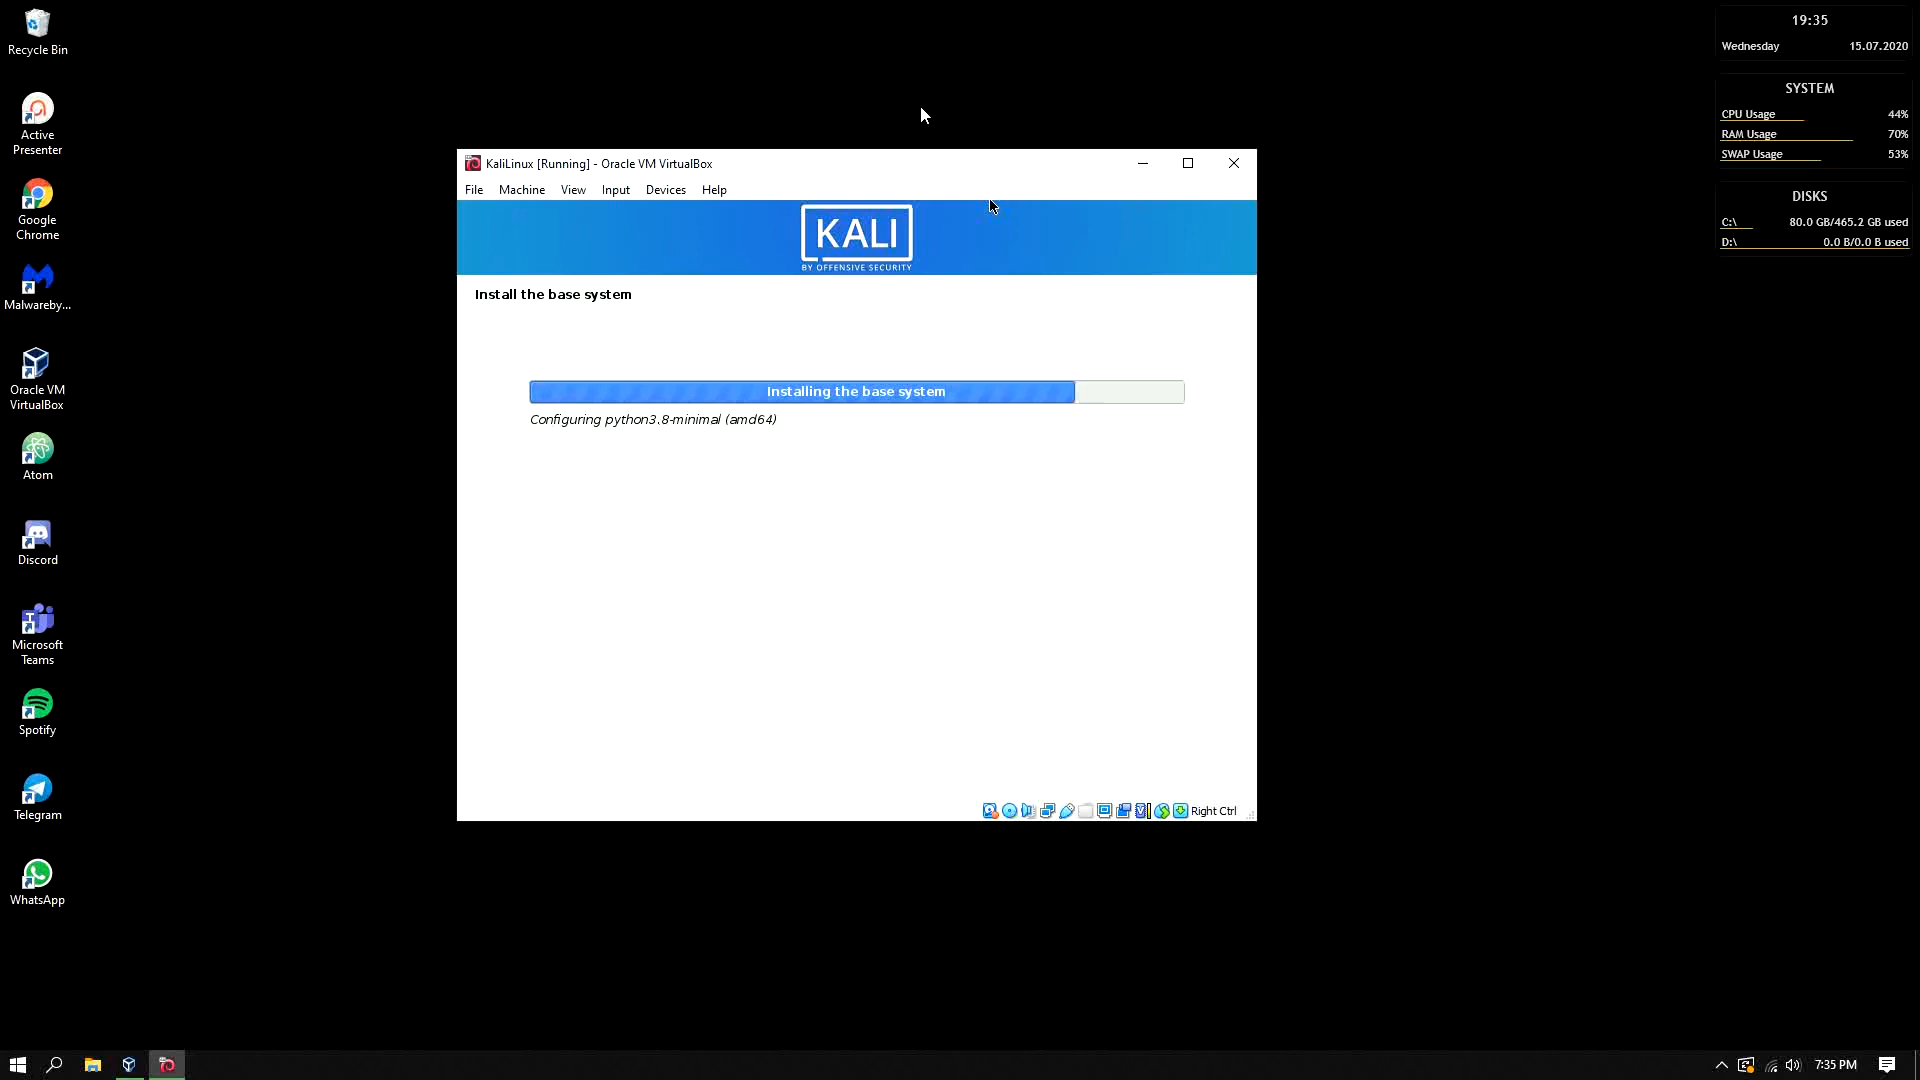 Recycle Bin
Active
Presenter
Google
Chrome
Malwareby...
Oracle VM
VirtualBox
Atom
Discord
Microsoft
Teams
Spotify
Telegram
WhatsApp
KaliLinux [Running] - Oracle VM VirtualBox
File Machine View Input Devices Help
KALI
BY OFFENSIVE SECURITY
Install the base system
Installing the base system
Configuring python3.8-minimal (amd64)
Right Ctrl
19:35
Wednesday 15.07.2020
SYSTEM
CPU Usage 44%
RAM Usage 70%
SWAP Usage 53%
DISKS
C:\ 80.0 GB/465.2 GB used
D:\ 0.0 B/0.0 B used
7:35 PM